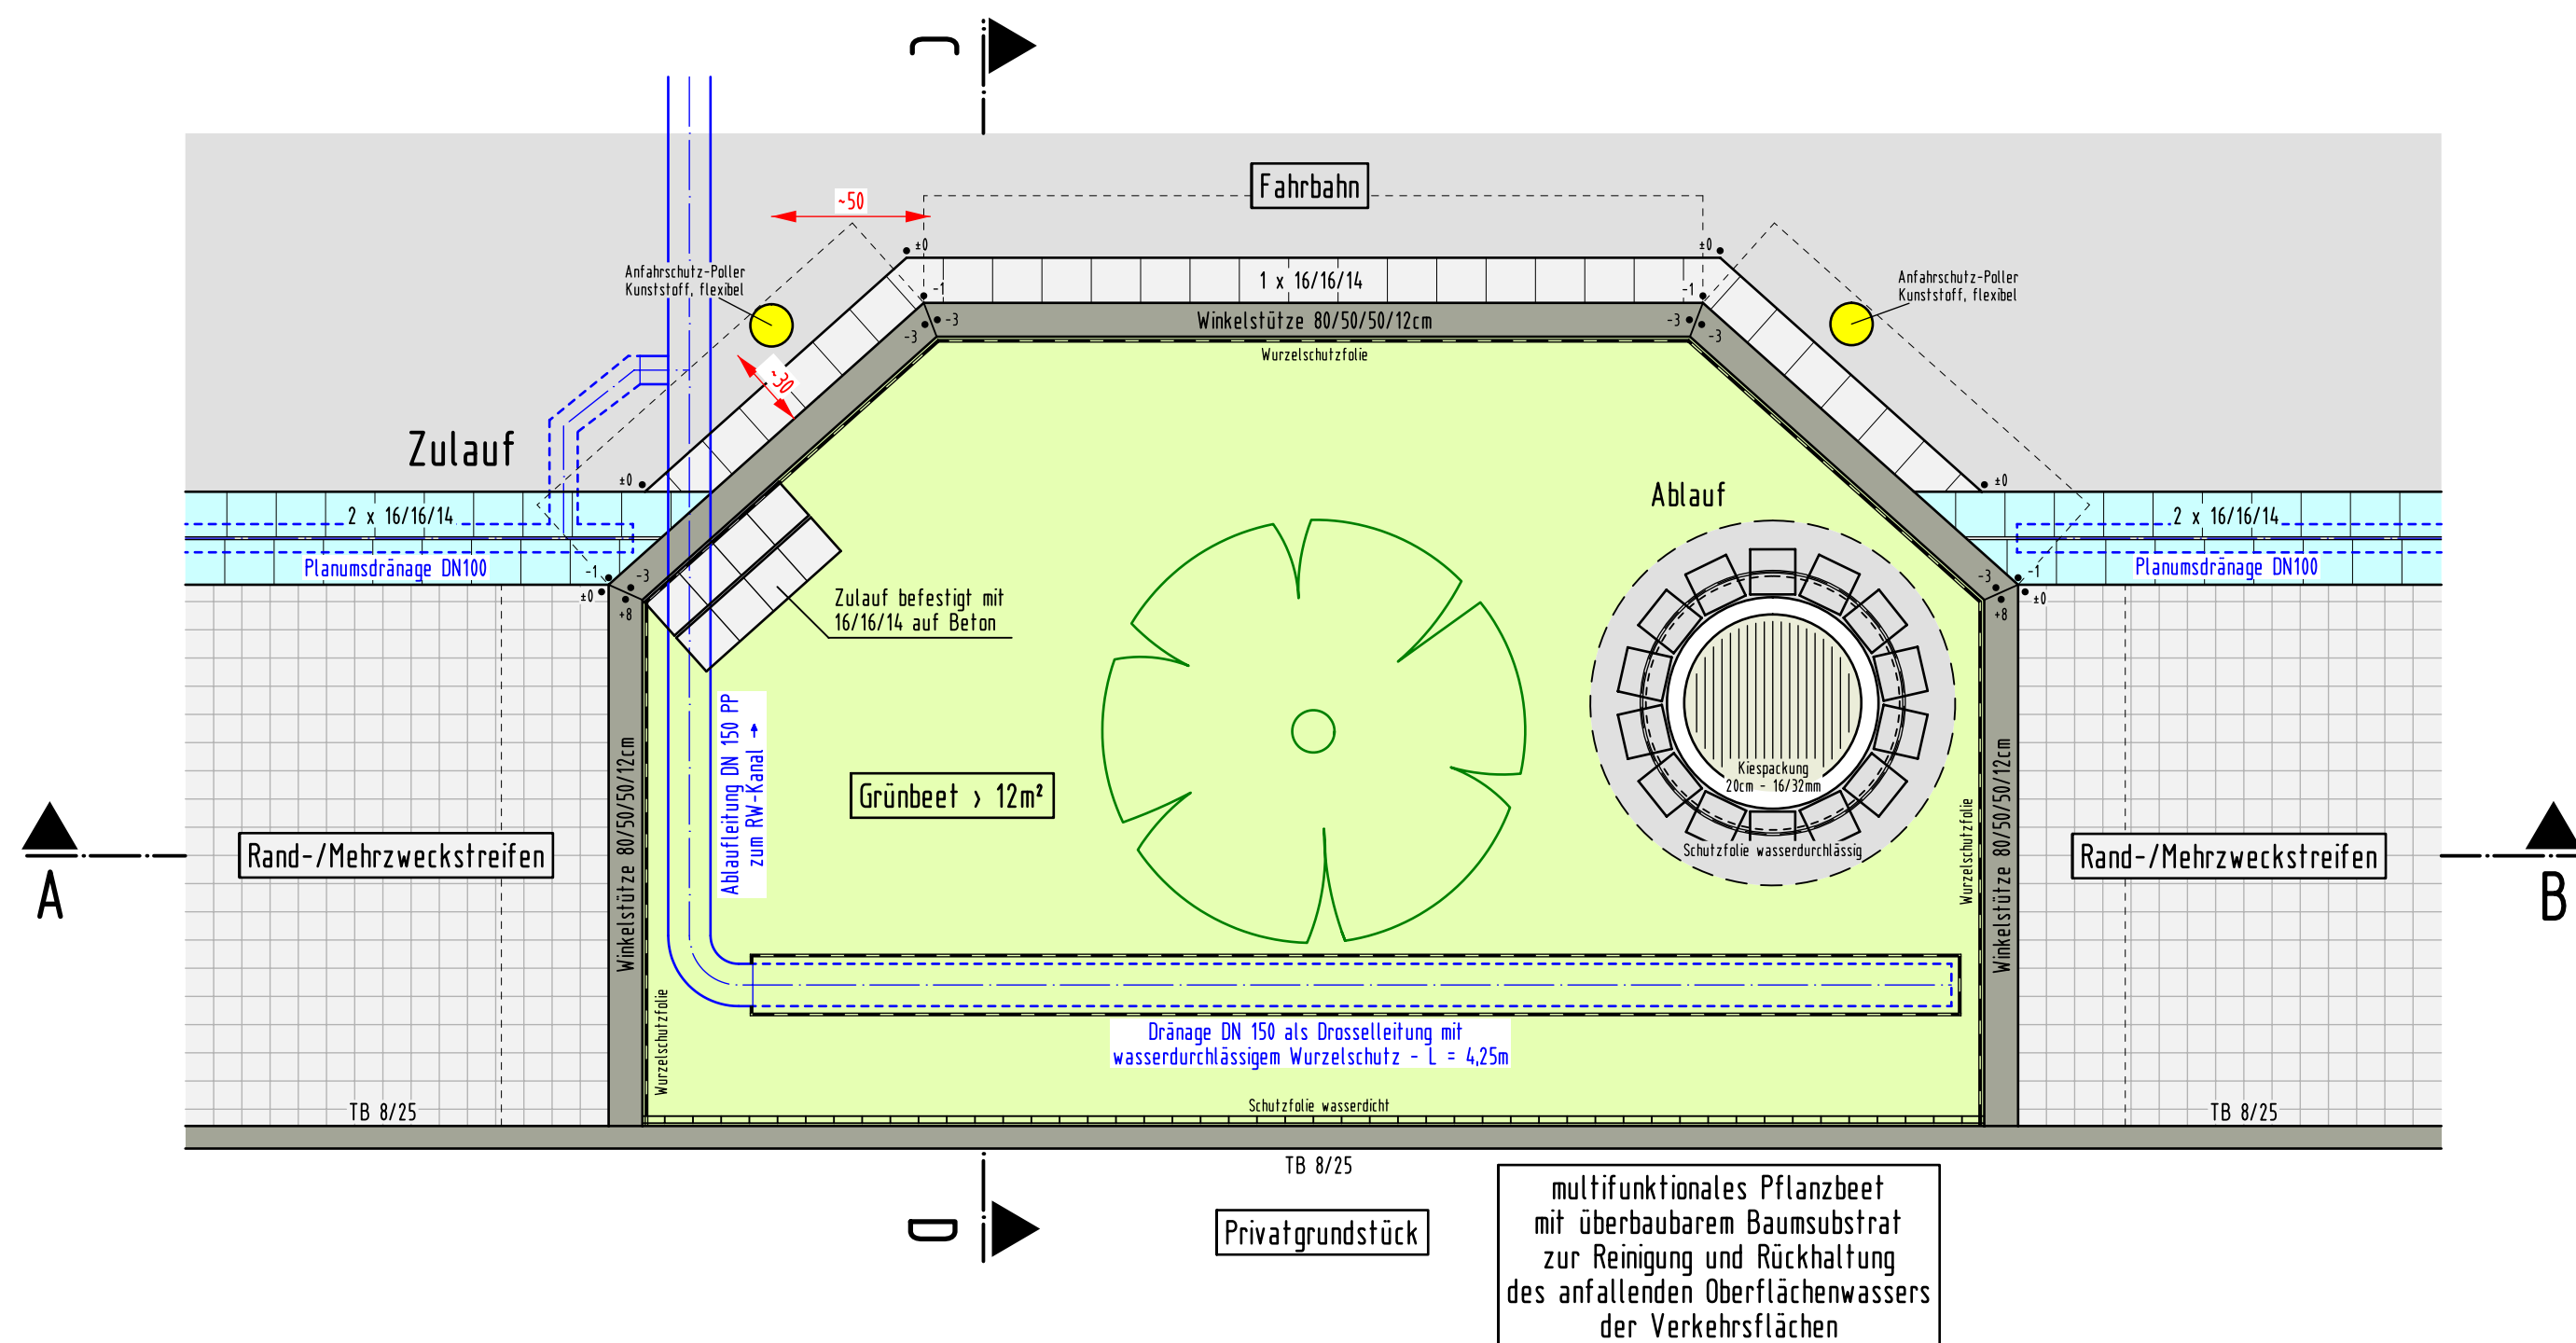 C
Fahrbahn
~50
±0
±0
Anfahrschutz-Poller
Kunststoff, flexibel
Anfahrschutz-Poller
Kunststoff, flexibel
-1
1 x 16/16/14
-1
-3
-3
Winkelstütze 80/50/50/12cm
-3
-3
Wurzelschutzfolie
~30
Zulauf
±0
±0
Ablauf
2 x 16/16/14
2 x 16/16/14
Planumsdränage DN100
Planumsdränage DN100
-1
-3
±0
+8
-3
-1
±0
+8
Zulauf befestigt mit
16/16/14 auf Beton
Ablaufleitung DN 150 PP
zum RW-Kanal
Grünbeet > 12m²
Kiespackung
20cm - 16/32mm
Schutzfolie wasserdurchlässig
Winkelstütze 80/50/50/12cm
Wurzelschutzfolie
Winkelstütze 80/50/50/12cm
Wurzelschutzfolie
Rand-/Mehrzweckstreifen
Rand-/Mehrzweckstreifen
A
B
Dränage DN 150 als Drosselleitung mit
wasserdurchlässigem Wurzelschutz - L = 4,25m
Schutzfolie wasserdicht
TB 8/25
TB 8/25
TB 8/25
D
Privatgrundstück
multifunktionales Pflanzbeet
mit überbaubarem Baumsubstrat
zur Reinigung und Rückhaltung
des anfallenden Oberflächenwassers
der Verkehrsflächen